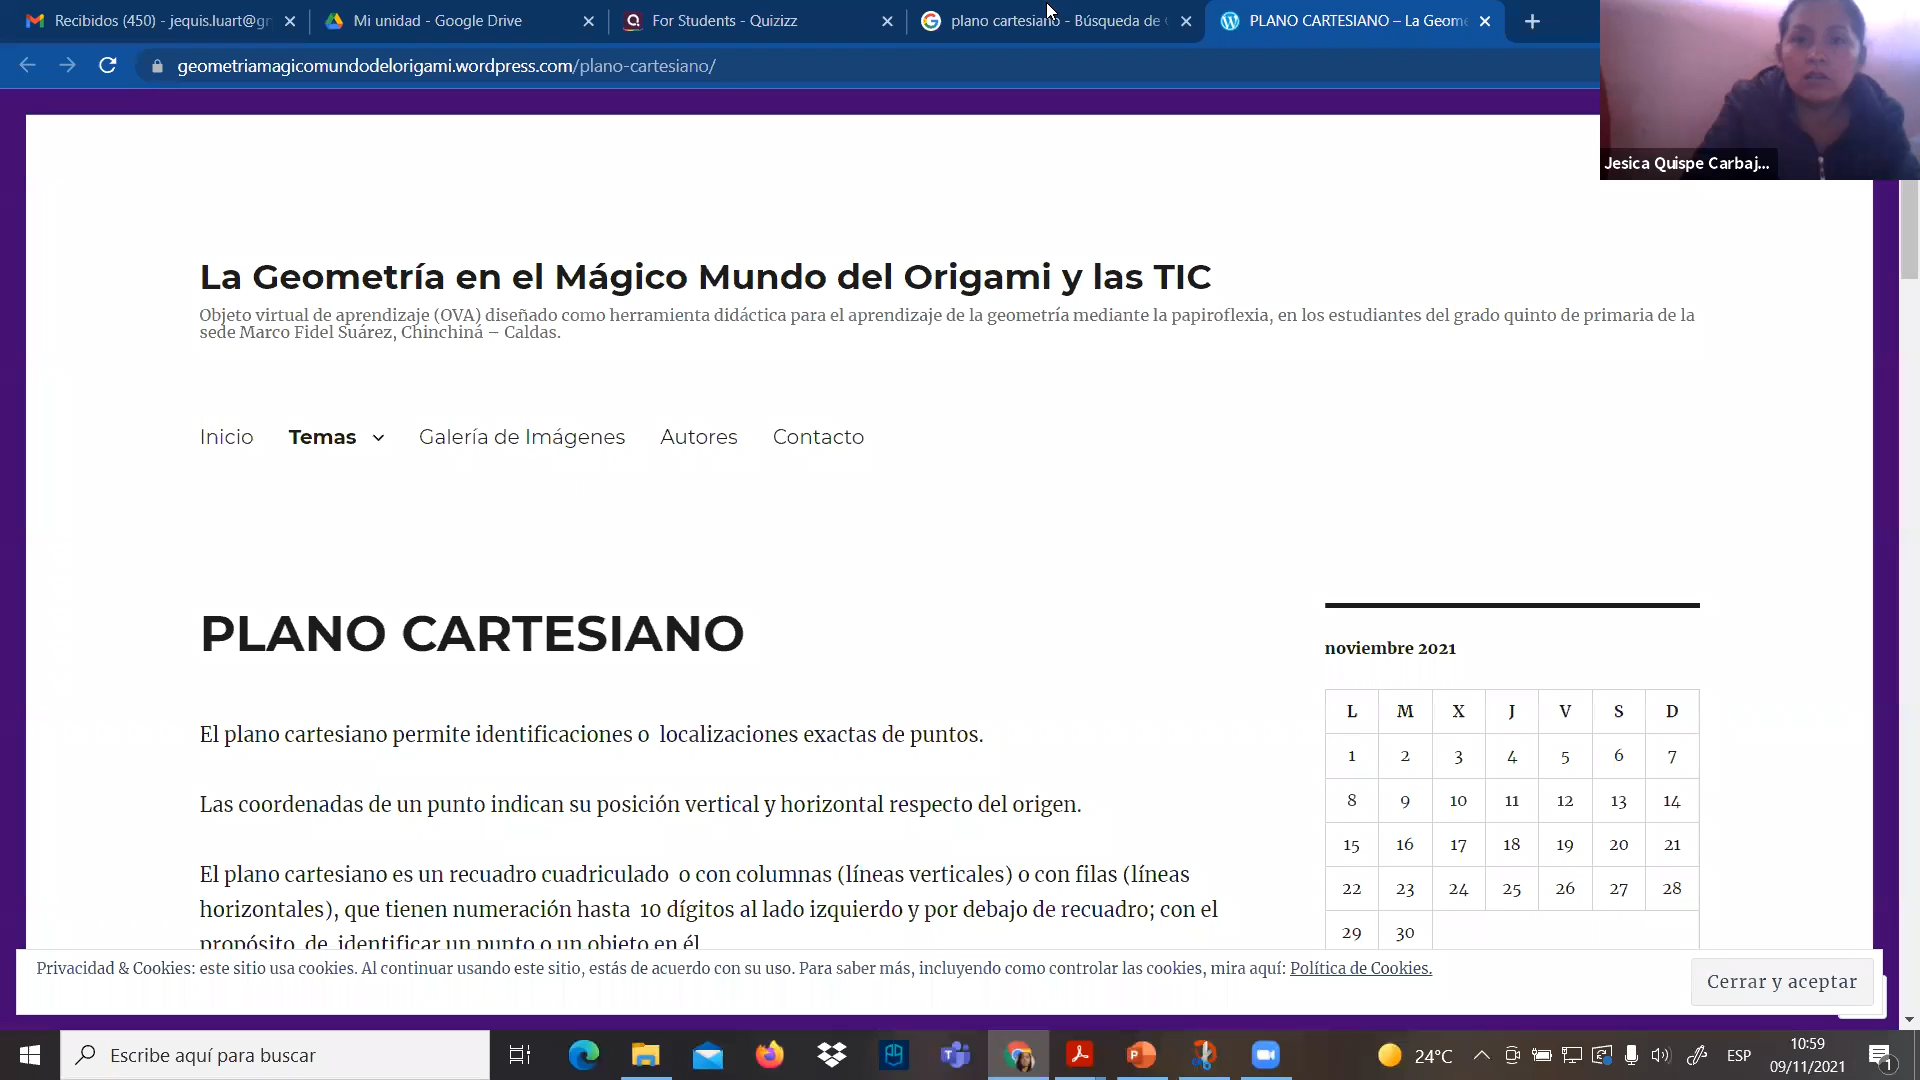 Recibidos (450) - jequis.luart@gr
Mi unidad - Google Drive
For Students - Quizizz
plano cartesiano - Búsqueda de
PLANO CARTESIANO – La Geom
geometriamagicomundodelorigami.wordpress.com/plano-cartesiano/
Jesica Quispe Carbaj...
La Geometría en el Mágico Mundo del Origami y las TIC
Objeto virtual de aprendizaje (OVA) diseñado como herramienta didáctica para el aprendizaje de la geometría mediante la papiroflexia, en los estudiantes del grado quinto de primaria de la
sede Marco Fidel Suárez, Chinchiná – Caldas.
Inicio Temas Galería de Imágenes Autores Contacto
PLANO CARTESIANO
El plano cartesiano permite identificaciones o localizaciones exactas de puntos.
Las coordenadas de un punto indican su posición vertical y horizontal respecto del origen.
El plano cartesiano es un recuadro cuadriculado o con columnas (líneas verticales) o con filas (líneas
horizontales), que tienen numeración hasta 10 dígitos al lado izquierdo y por debajo de recuadro; con el
propósito de identificar un punto o un objeto en él
noviembre 2021
L M X J V S D
1 2 3 4 5 6 7
8 9 10 11 12 13 14
15 16 17 18 19 20 21
22 23 24 25 26 27 28
29 30
Privacidad & Cookies: este sitio usa cookies. Al continuar usando este sitio, estás de acuerdo con su uso. Para saber más, incluyendo como controlar las cookies, mira aquí: Política de Cookies.
Cerrar y aceptar
Escribe aquí para buscar
24°C
ESP
10:59
09/11/2021
1